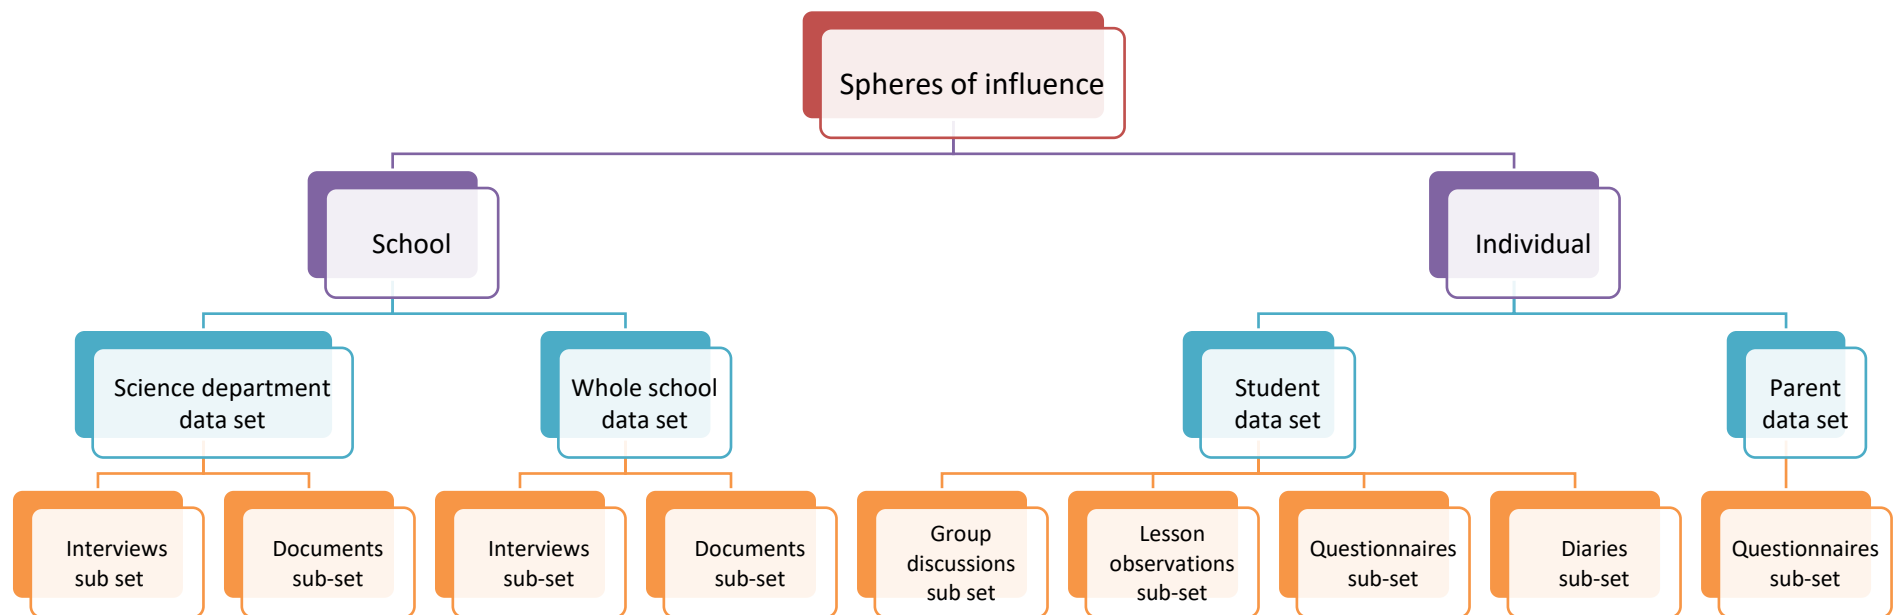 Spheres of influence
School
Individual
Science department
data set
Whole school
data set
Student
data set
Parent
data set
Interviews
sub set
Documents
sub-set
Interviews
sub-set
Documents
sub-set
Group
discussions
sub set
Lesson
observations
sub-set
Questionnaires
sub-set
Diaries
sub-set
Questionnaires
sub-set